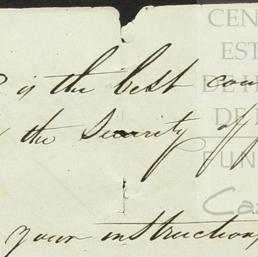 is the best
the Security of
your instructions
CEN
EST
DE
FUN
Ca